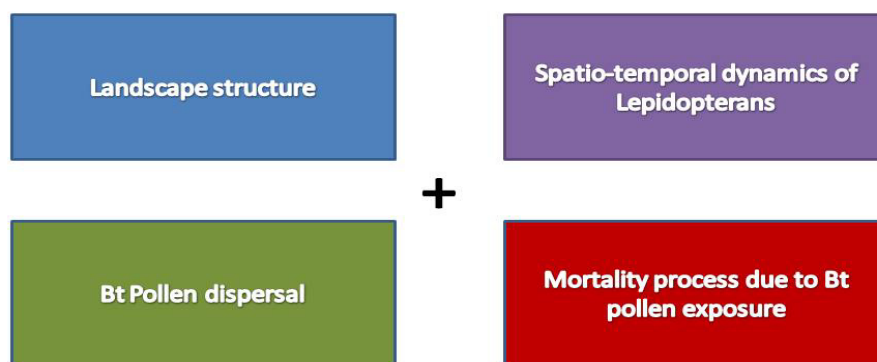 Landscape structure
Spatio-temporal dynamics of
Lepidopterans
+
Bt Pollen dispersal
Mortality process due to Bt
pollen exposure